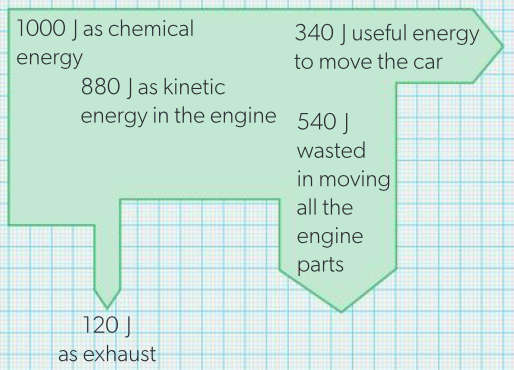 1000 J as chemical
energy
880 J as kinetic
energy in the engine
340 J useful energy
to move the car
540 J
wasted
in moving
all the
engine
parts
120 J
as exhaust